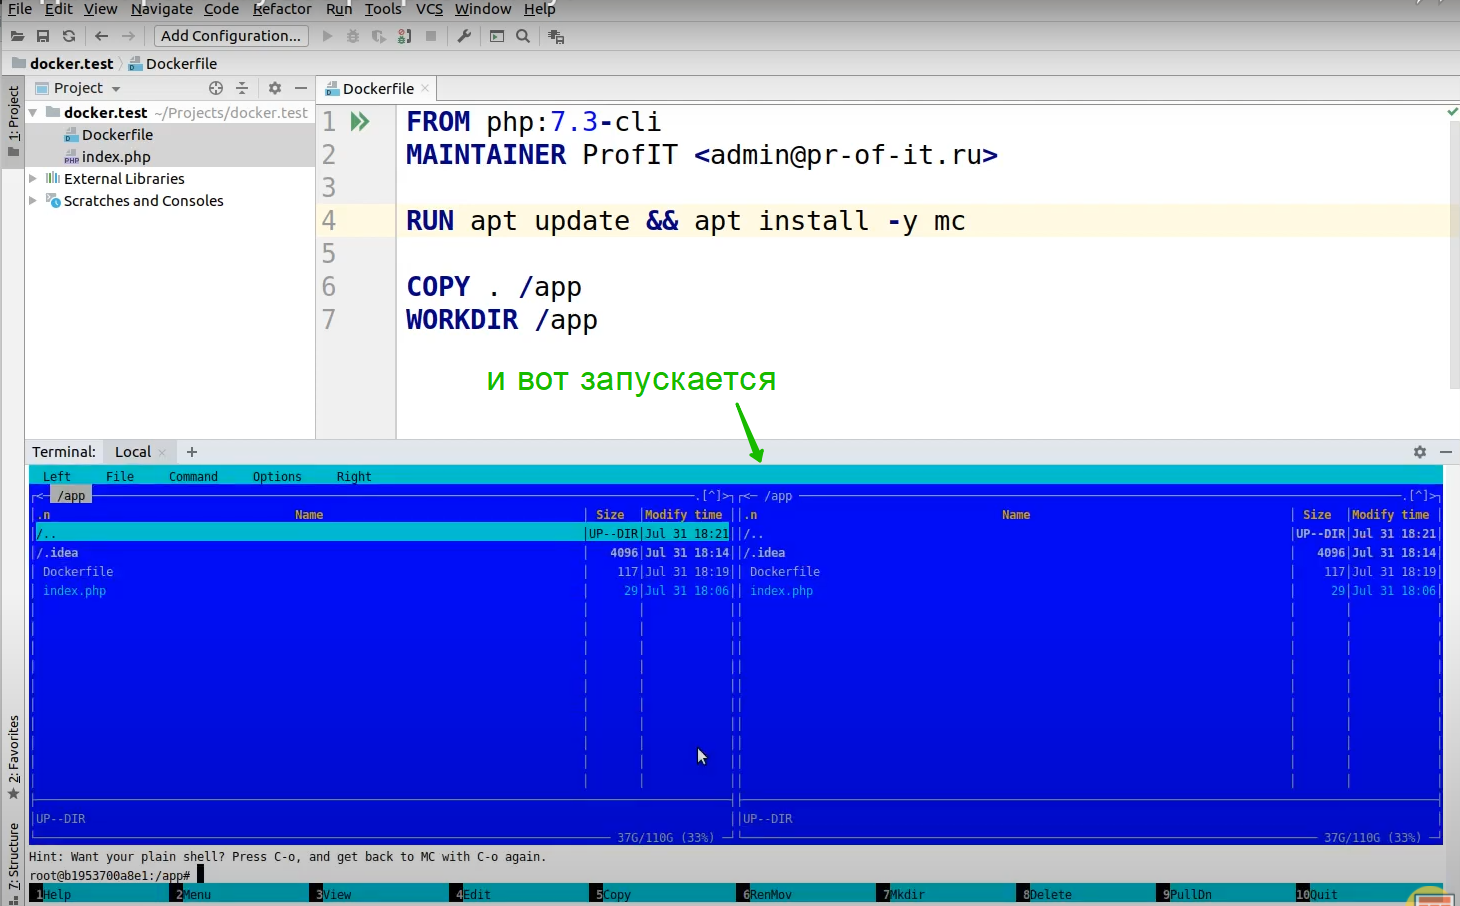 File Edit View Navigate Code Refactor Run Tools VCS Window Help
Add Configuration...
docker.test Dockerfile
1: Project
Project
Dockerfile
docker.test ~/Projects/docker.test
Dockerfile
index.php
External Libraries
Scratches and Consoles
1 FROM php:7.3-cli
2 MAINTAINER ProfIT <admin@pr-of-it.ru>
3
4 RUN apt update && apt install -y mc
5
6 COPY . /app
7 WORKDIR /app
и вот запускается
Terminal: Local +
Left File Command Options Right
<- /app .[^]> <- /app .[^]>
.n Name Size Modify time .n Name Size Modify time
/.. UP--DIR Jul 31 18:21 /.. UP--DIR Jul 31 18:21
/.idea 4096 Jul 31 18:14 /.idea 4096 Jul 31 18:14
Dockerfile 117 Jul 31 18:19 Dockerfile 117 Jul 31 18:19
index.php 29 Jul 31 18:06 index.php 29 Jul 31 18:06
UP--DIR UP--DIR
37G/110G (33%) 37G/110G (33%)
Hint: Want your plain shell? Press C-o, and get back to MC with C-o again.
root@b1953700a8e1:/app#
1Help 2Menu 3View 4Edit 5Copy 6RenMov 7Mkdir 8Delete 9PullDn 10Quit
2: Favorites
7: Structure